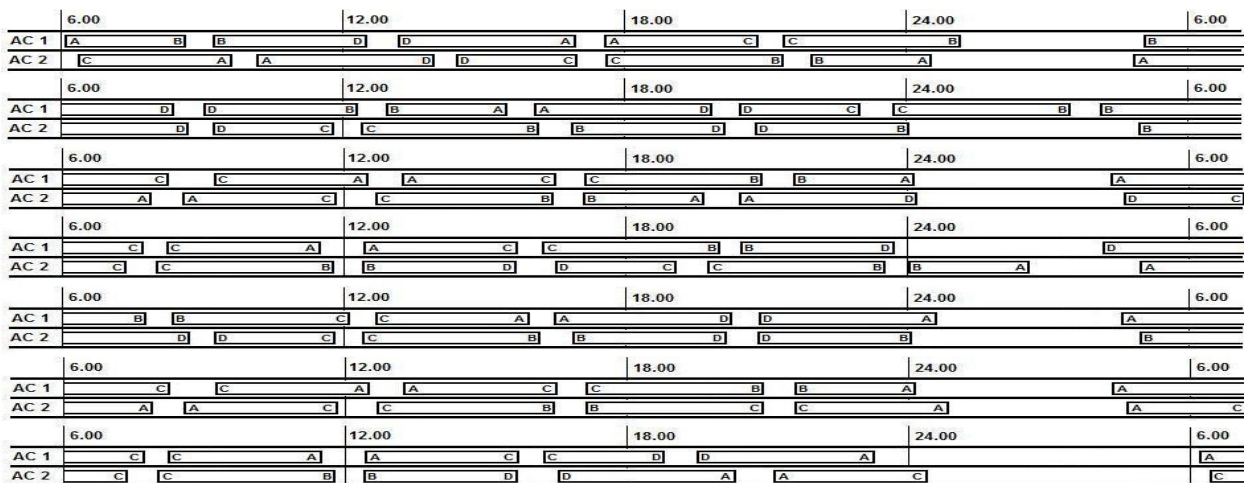 6.00 12.00 18.00 24.00 6.00
AC 1 A B B D D A A C C B B
AC 2 C A A D D C C B B A A
6.00 12.00 18.00 24.00 6.00
AC 1 D D B B A A D D C C B B
AC 2 D D C C B B D D B B
6.00 12.00 18.00 24.00 6.00
AC 1 C C A A C C B B A A
AC 2 A A C C B B A A D D C
6.00 12.00 18.00 24.00 6.00
AC 1 C C A A C C B B D D
AC 2 C C B B D D C C B B A A
6.00 12.00 18.00 24.00 6.00
AC 1 B B C C A A D D A A
AC 2 D D C C B B D D B B
6.00 12.00 18.00 24.00 6.00
AC 1 C C A A C C B B A A
AC 2 A A C C B B C C A A C
6.00 12.00 18.00 24.00 6.00
AC 1 C C A A C C D D A A
AC 2 C C B B D D A A C C